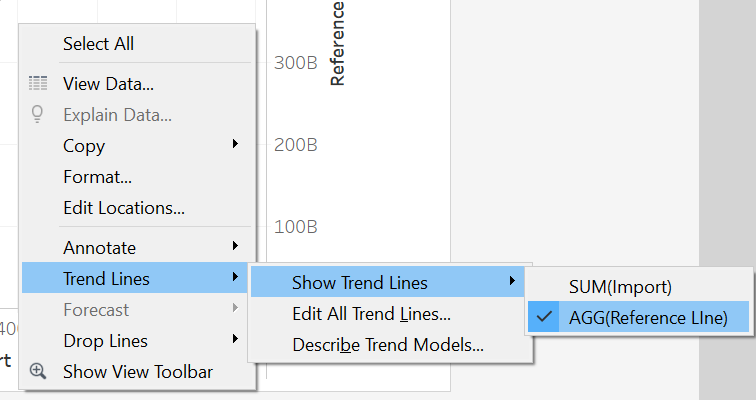 Select All
View Data...
Explain Data...
Copy
Format...
Edit Locations...
Annotate
Trend Lines
Forecast
Drop Lines
Show View Toolbar
Show Trend Lines
Edit All Trend Lines...
Describe Trend Models...
SUM(Import)
AGG(Reference LIne)
300B
200B
100B
Reference